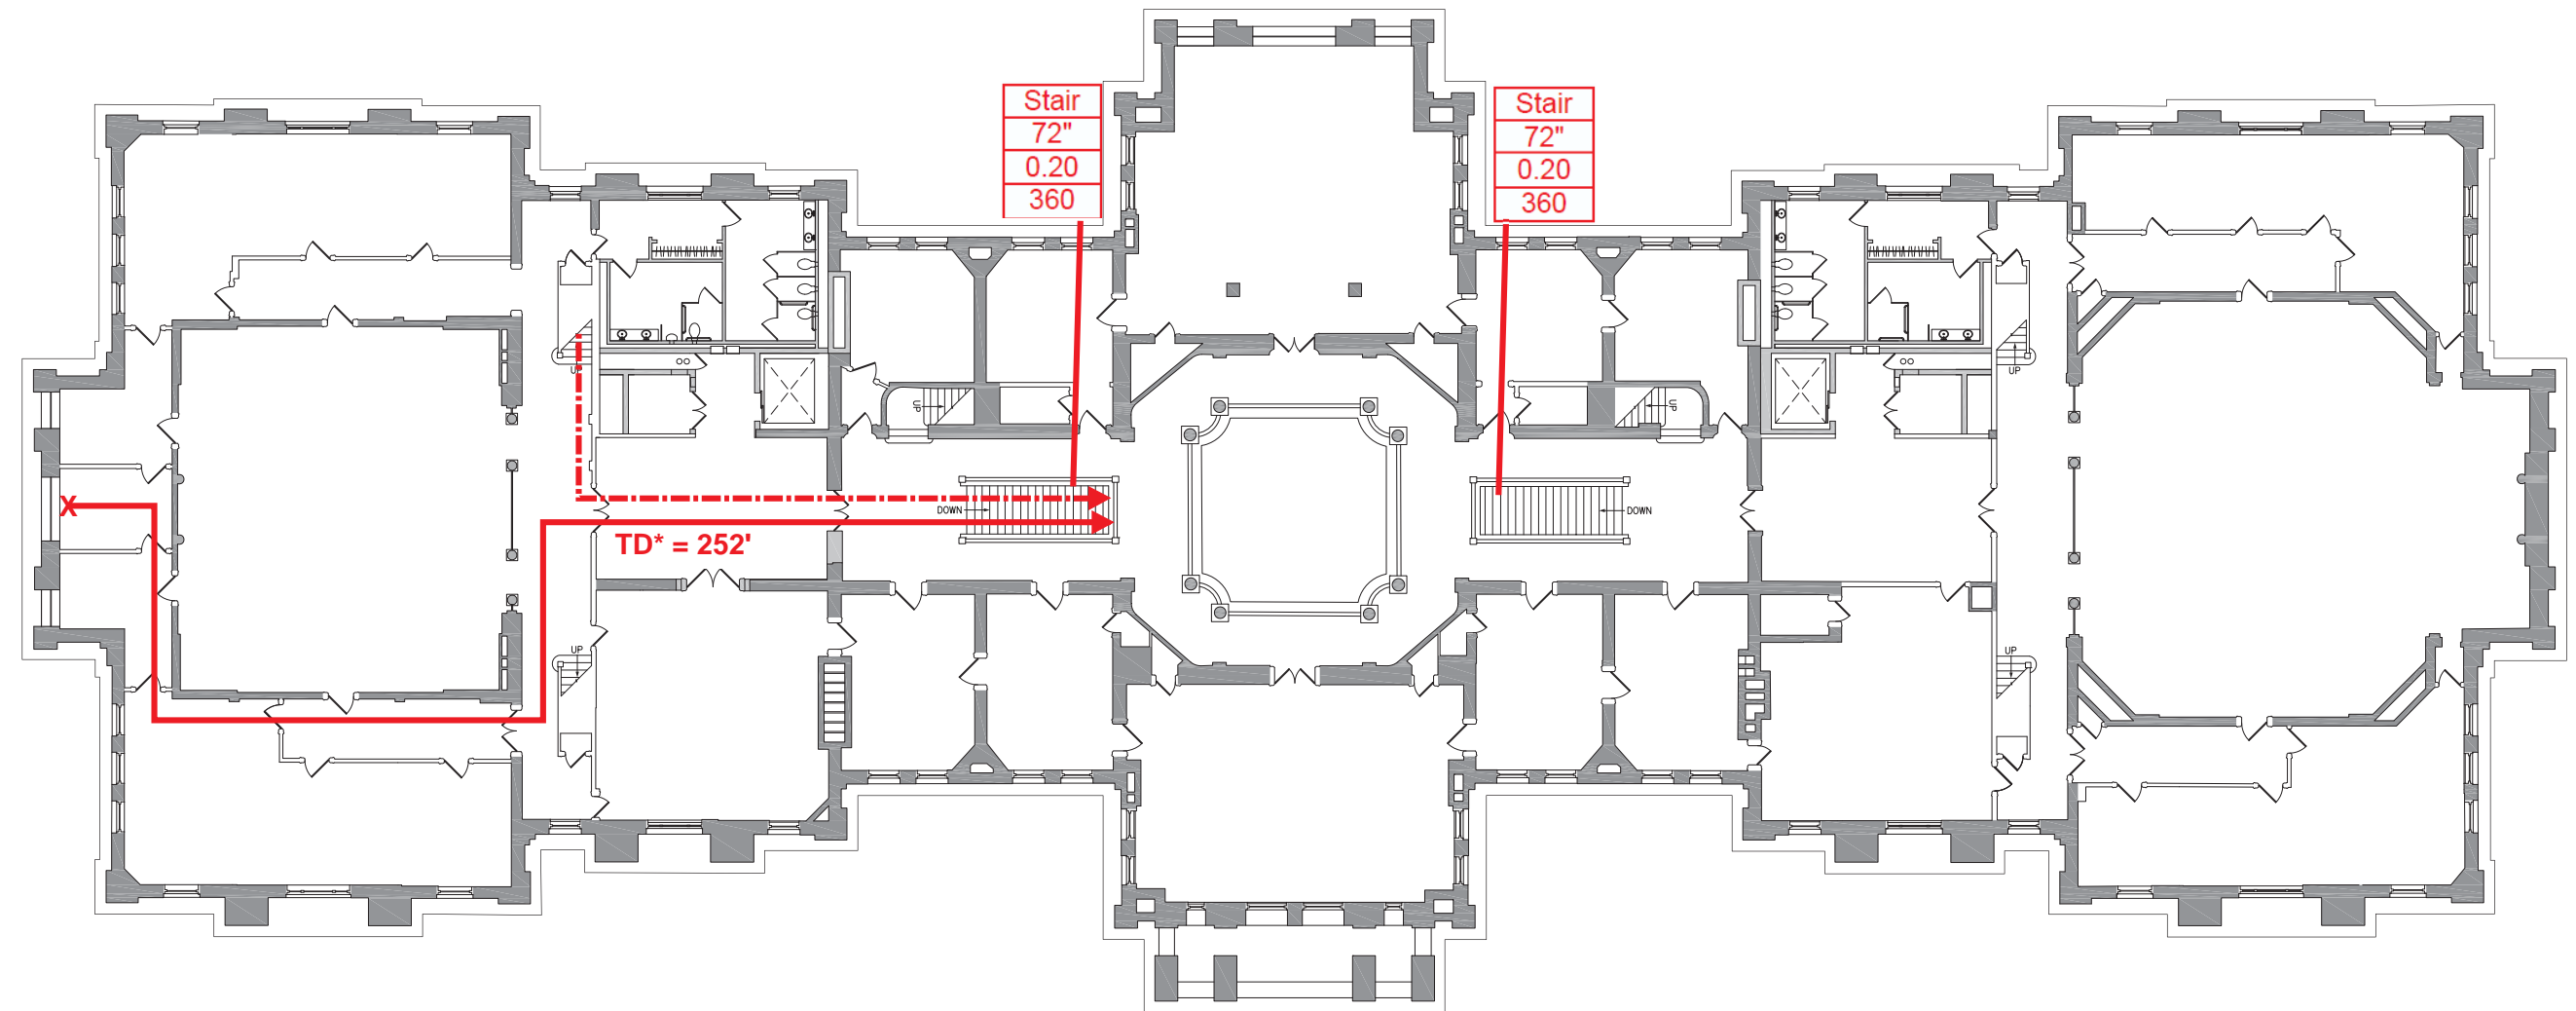 Stair
72"
0.20
360
Stair
72"
0.20
360
UP
UP
UP
UP
DOWN
DOWN
TD* = 252'
UP
UP
X